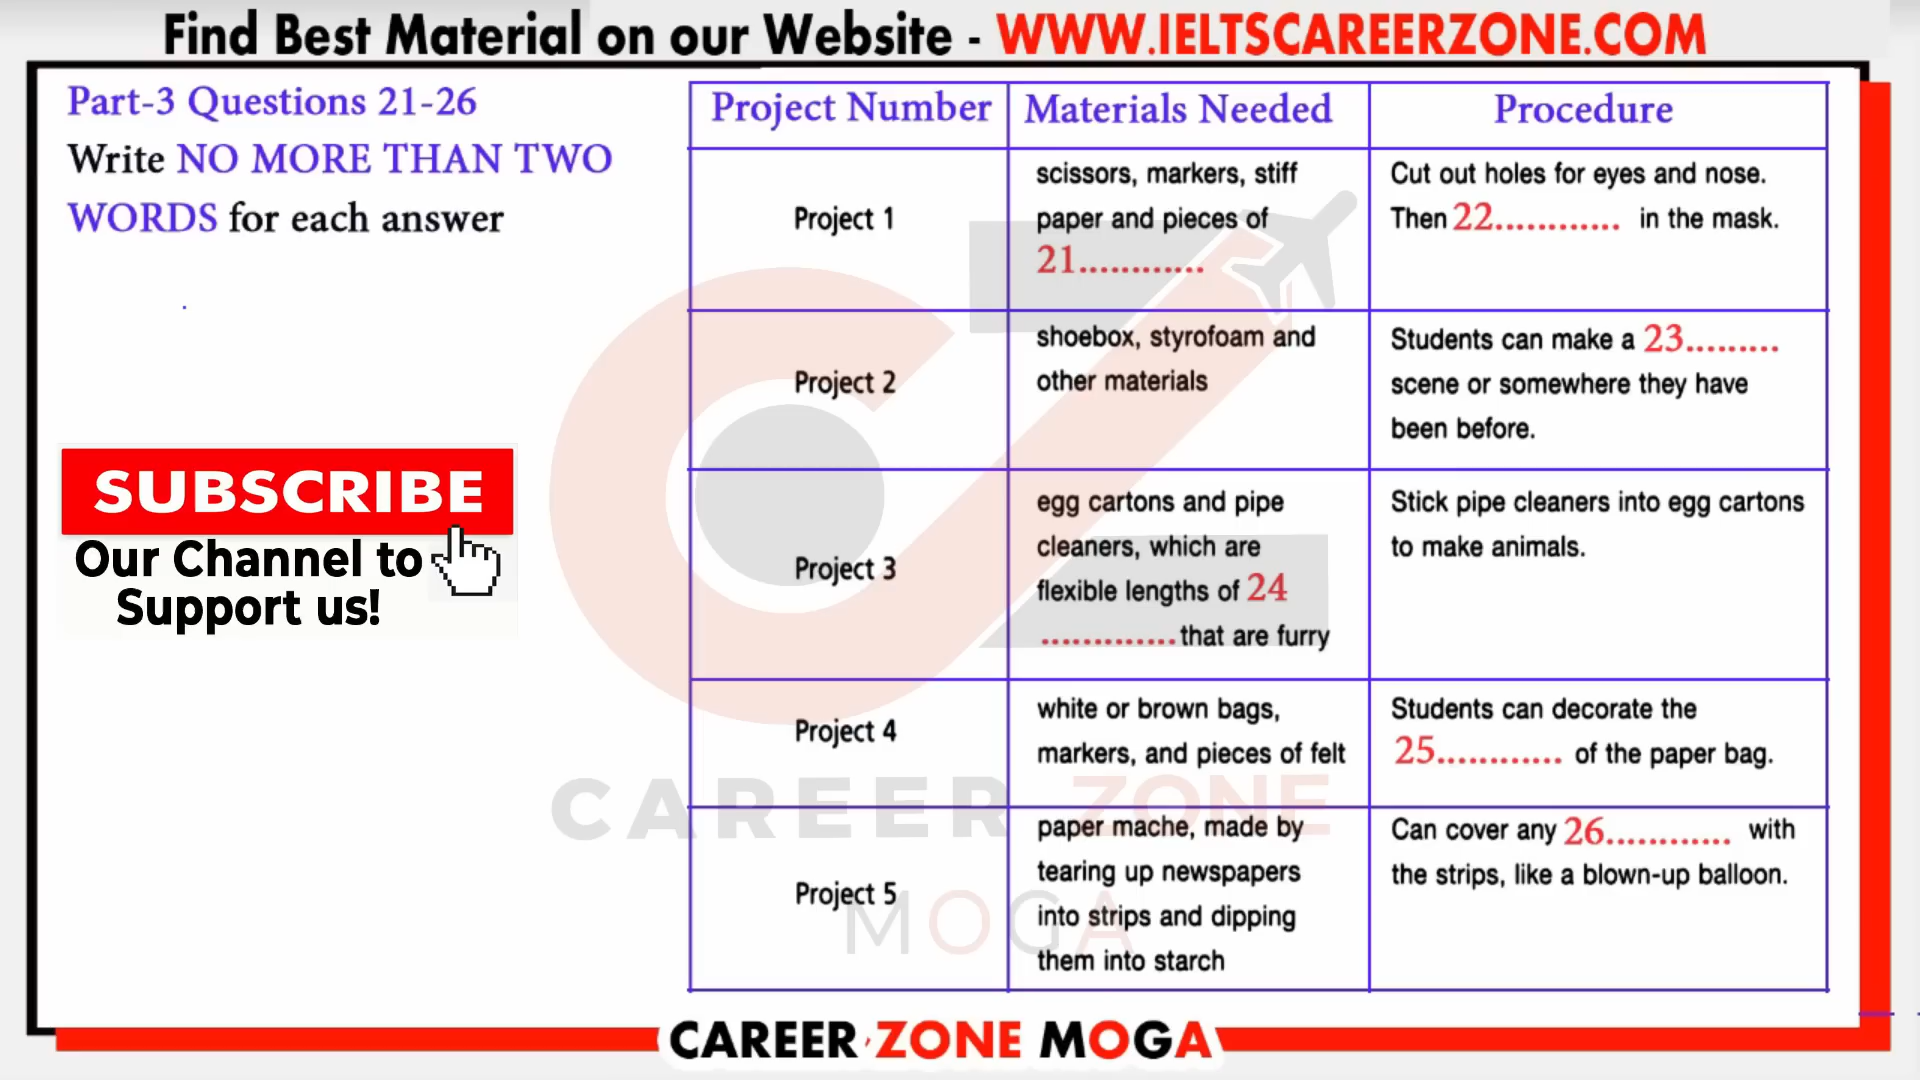 Find Best Material on our Website - WWW.IELTSCAREERZONE.COM
Part-3 Questions 21-26
Write NO MORE THAN TWO
WORDS for each answer
SUBSCRIBE
Our Channel to
Support us!
Project Number
Materials Needed
Procedure
Project 1
scissors, markers, stiff
paper and pieces of
21............
Cut out holes for eyes and nose.
Then 22............ in the mask.
Project 2
shoebox, styrofoam and
other materials
Students can make a 23.........
scene or somewhere they have
been before.
Project 3
egg cartons and pipe
cleaners, which are
flexible lengths of 24
............. that are furry
Stick pipe cleaners into egg cartons
to make animals.
Project 4
white or brown bags,
markers, and pieces of felt
Students can decorate the
25............ of the paper bag.
Project 5
paper mache, made by
tearing up newspapers
into strips and dipping
them into starch
Can cover any 26............ with
the strips, like a blown-up balloon.
CAREER ZONE
MOGA
CAREER ZONE MOGA